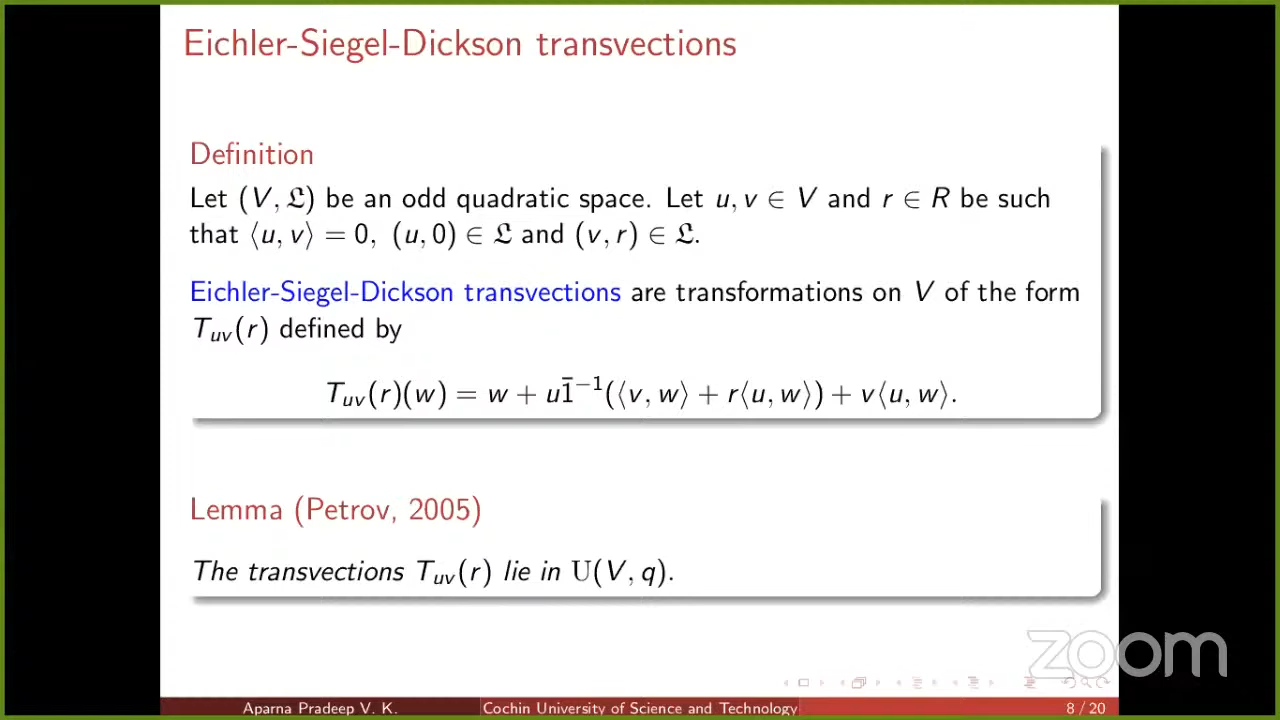 Eichler-Siegel-Dickson transvections
Definition
Let (V, 𝔏) be an odd quadratic space. Let u, v ∈ V and r ∈ R be such
that ⟨u, v⟩ = 0, (u, 0) ∈ 𝔏 and (v, r) ∈ 𝔏.
Eichler-Siegel-Dickson transvections are transformations on V of the form
T_{uv}(r) defined by
T_{uv}(r)(w) = w + u1̄⁻¹(⟨v, w⟩ + r⟨u, w⟩) + v⟨u, w⟩.
Lemma (Petrov, 2005)
The transvections T_{uv}(r) lie in U(V, q).
zoom
Aparna Pradeep V. K. Cochin University of Science and Technology 8 / 20